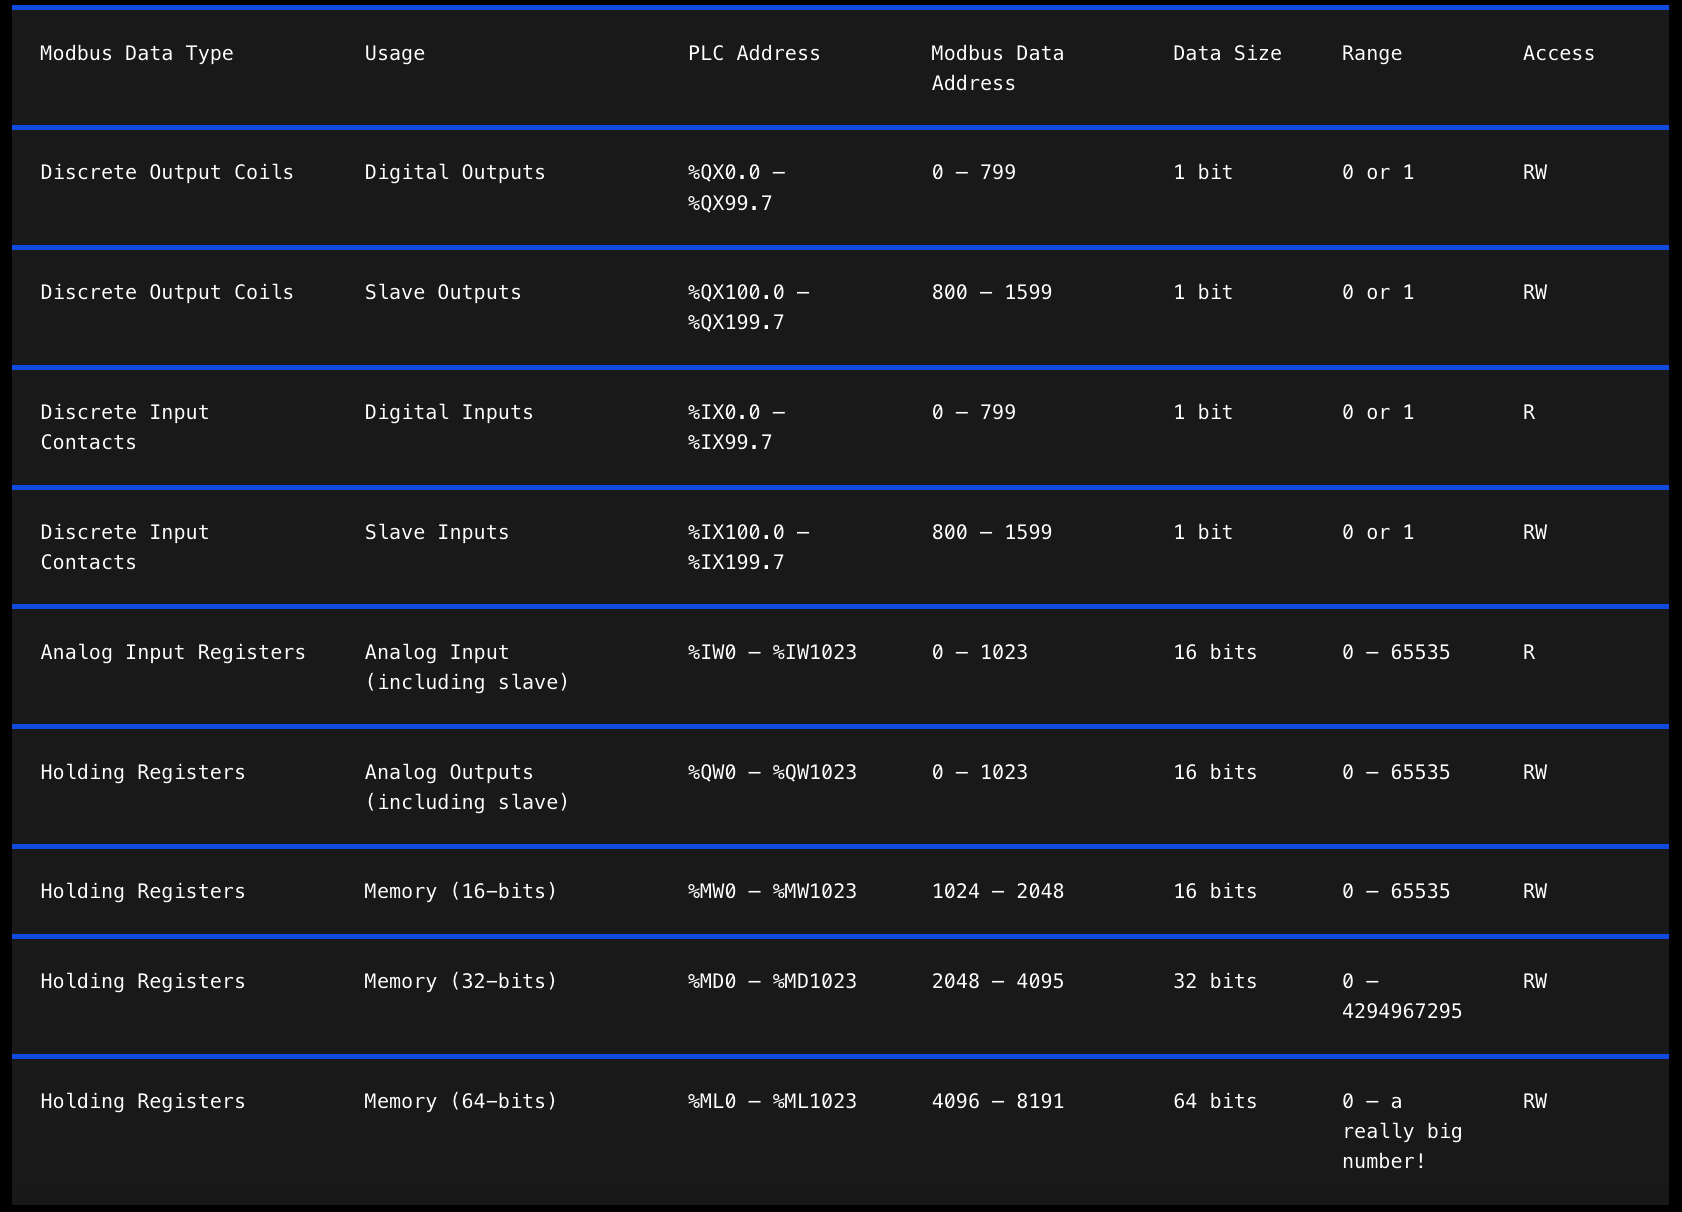 Modbus Data Type Usage PLC Address Modbus Data Data Size Range Access
Address
Discrete Output Coils Digital Outputs %QX0.0 – 0 – 799 1 bit 0 or 1 RW
%QX99.7
Discrete Output Coils Slave Outputs %QX100.0 – 800 – 1599 1 bit 0 or 1 RW
%QX199.7
Discrete Input Digital Inputs %IX0.0 – 0 – 799 1 bit 0 or 1 R
Contacts %IX99.7
Discrete Input Slave Inputs %IX100.0 – 800 – 1599 1 bit 0 or 1 RW
Contacts %IX199.7
Analog Input Registers Analog Input %IW0 – %IW1023 0 – 1023 16 bits 0 – 65535 R
(including slave)
Holding Registers Analog Outputs %QW0 – %QW1023 0 – 1023 16 bits 0 – 65535 RW
(including slave)
Holding Registers Memory (16-bits) %MW0 – %MW1023 1024 – 2048 16 bits 0 – 65535 RW
Holding Registers Memory (32-bits) %MD0 – %MD1023 2048 – 4095 32 bits 0 – RW
4294967295
Holding Registers Memory (64-bits) %ML0 – %ML1023 4096 – 8191 64 bits 0 – a RW
really big
number!